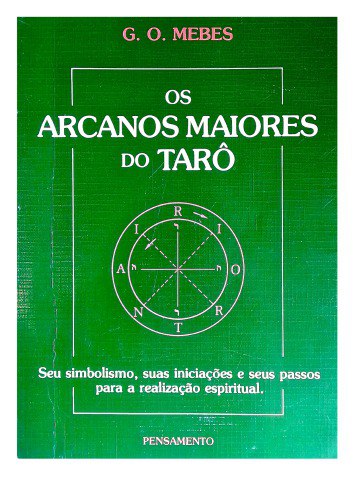 G. O. MEBES
OS
ARCANOS MAIORES
DO TARÔ
R
I I
A O
N R
T
Seu simbolismo, suas iniciações e seus passos
para a realização espiritual.
PENSAMENTO